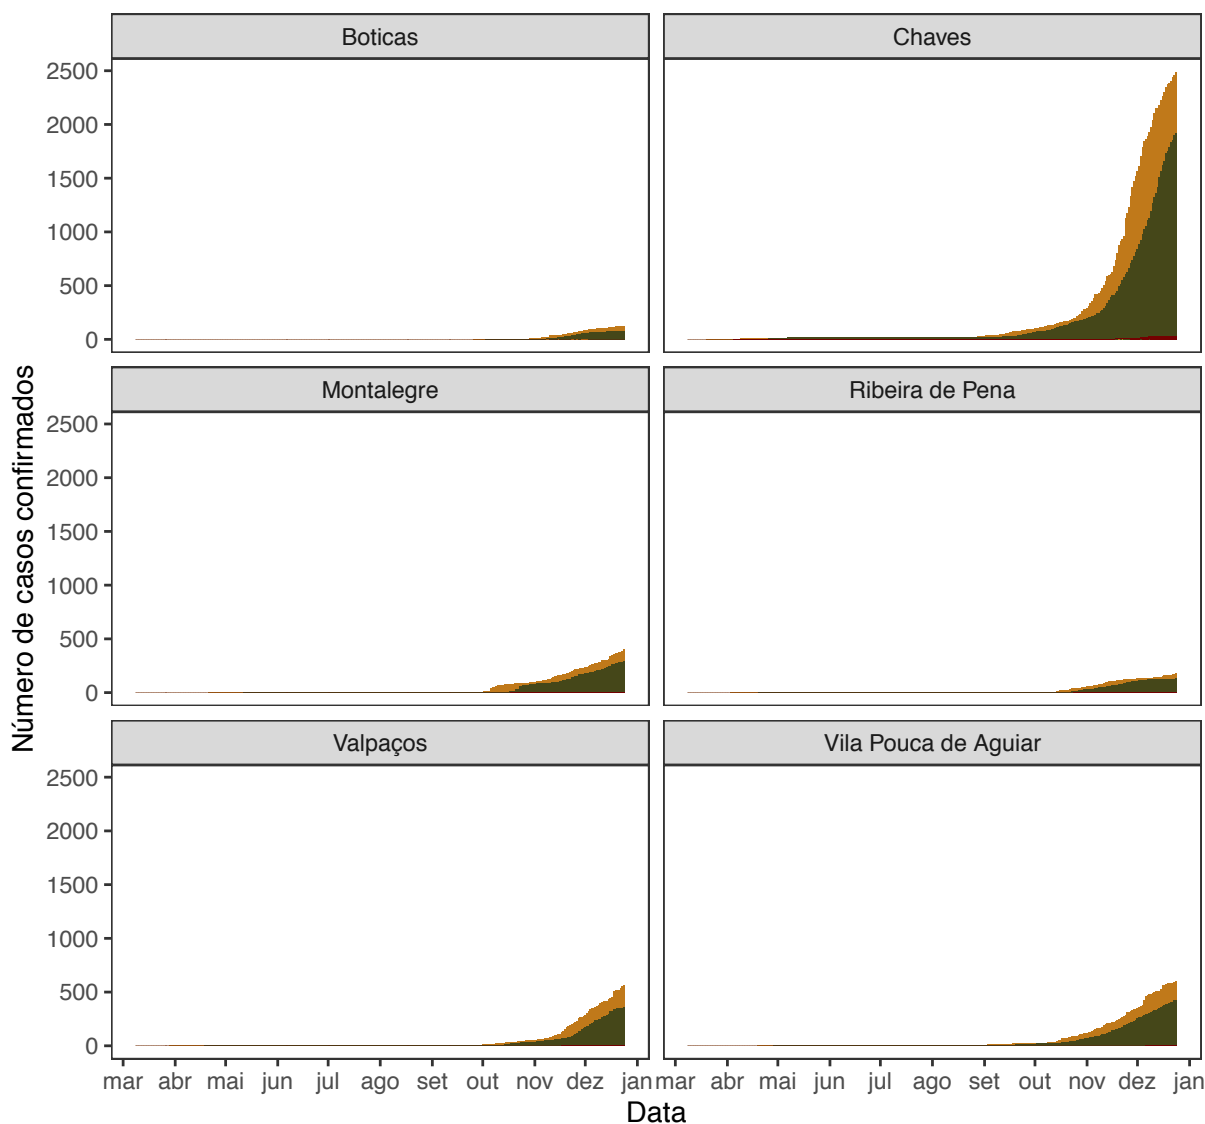 Boticas
Chaves
2500
2000
1500
1000
500
0
Montalegre
Ribeira de Pena
2500
2000
1500
1000
500
0
Valpaços
Vila Pouca de Aguiar
2500
2000
1500
1000
500
0
mar abr mai jun jul ago set out nov dez jan
mar abr mai jun jul ago set out nov dez jan
Data
Número de casos confirmados